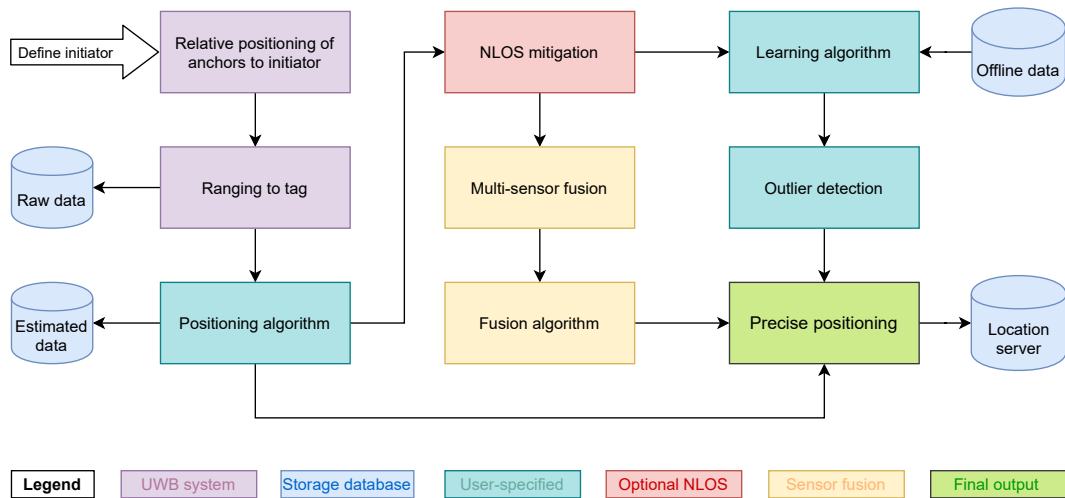 Define initiator
Relative positioning of
anchors to initiator
NLOS mitigation
Learning algorithm
Offline data
Raw data
Ranging to tag
Multi-sensor fusion
Outlier detection
Estimated
data
Positioning algorithm
Fusion algorithm
Precise positioning
Location
server
Legend
UWB system
Storage database
User-specified
Optional NLOS
Sensor fusion
Final output